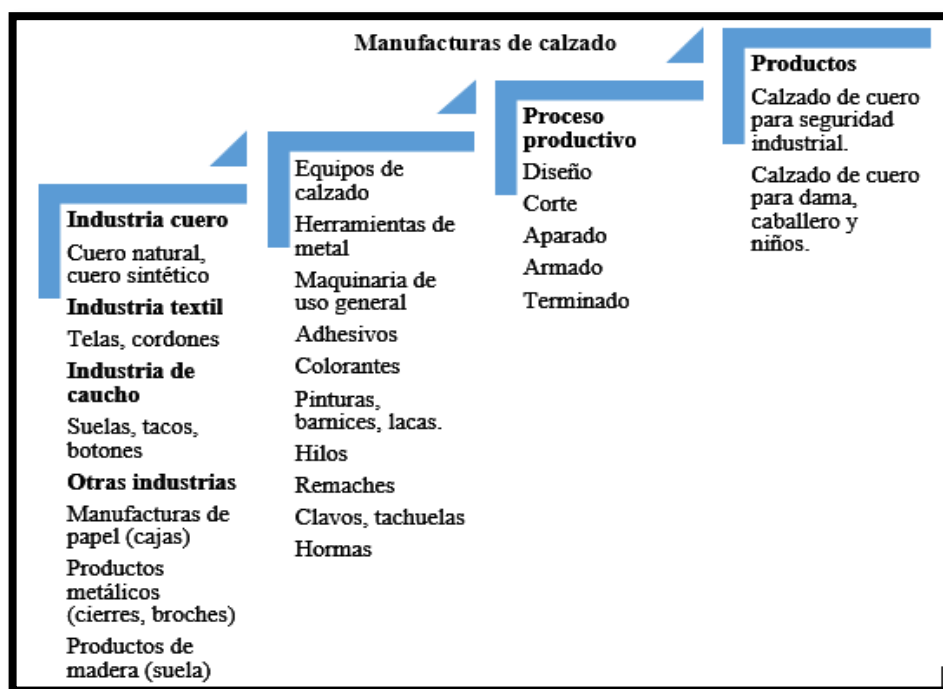 Manufacturas de calzado
Industria cuero
Cuero natural,
cuero sintético
Industria textil
Telas, cordones
Industria de
caucho
Suelas, tacos,
botones
Otras industrias
Manufacturas de
papel (cajas)
Productos
metálicos
(cierres, broches)
Productos de
madera (suela)
Equipos de
calzado
Herramientas de
metal
Maquinaria de
uso general
Adhesivos
Colorantes
Pinturas,
barnices, lacas.
Hilos
Remaches
Clavos, tachuelas
Hormas
Proceso
productivo
Diseño
Corte
Aparado
Armado
Terminado
Productos
Calzado de cuero
para seguridad
industrial.
Calzado de cuero
para dama,
caballero y
niños.